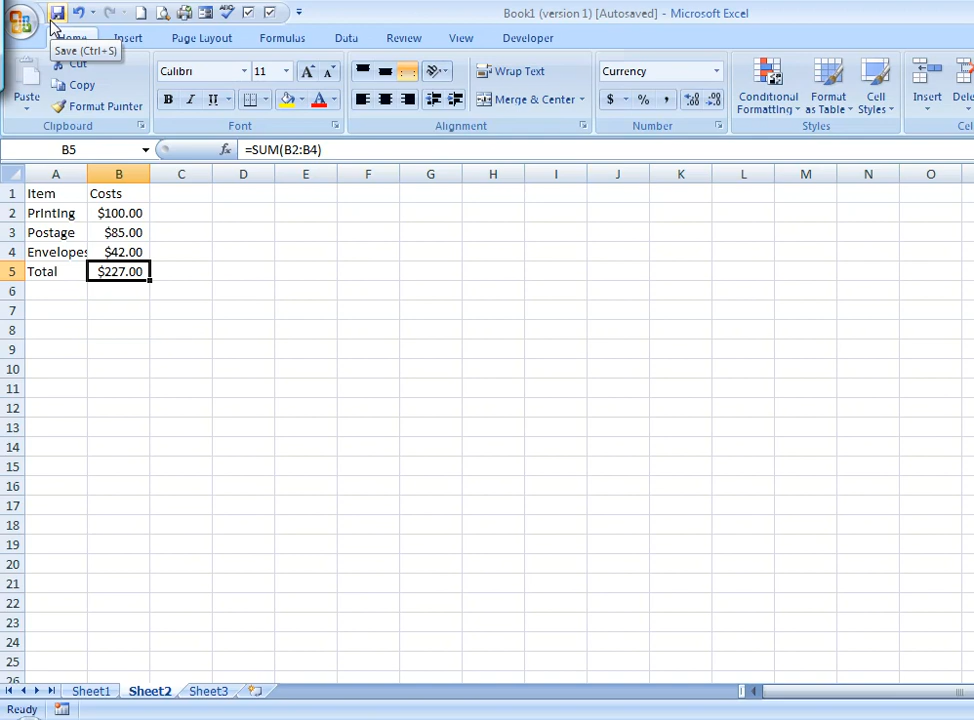 Book1 (version 1) [Autosaved] - Microsoft Excel
Home Insert Page Layout Formulas Data Review View Developer
Save (Ctrl+S)
Cut
Copy
Format Painter
Paste
Clipboard
Calibri 11 A A
B I U A
Font
Wrap Text
Merge & Center
Alignment
Currency
$ % , .00 .00
Number
Conditional Formatting
Format as Table
Cell Styles
Styles
Insert
B5 fx =SUM(B2:B4)
A B C D E F G H I J K L M N O
1 Item Costs
2 Printing $100.00
3 Postage $85.00
4 Envelopes $42.00
5 Total $227.00
6
7
8
9
10
11
12
13
14
15
16
17
18
19
20
21
22
23
24
25
26
Sheet1 Sheet2 Sheet3
Ready